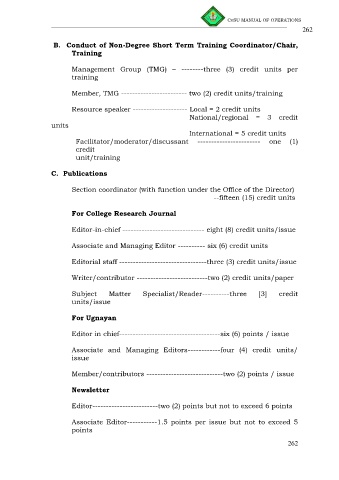 CvSU MANUAL OF OPERATIONS
262
B. Conduct of Non-Degree Short Term Training Coordinator/Chair,
Training
Management Group (TMG) – --------three (3) credit units per
training
Member, TMG ------------------------ two (2) credit units/training
Resource speaker -------------------- Local = 2 credit units
National/regional = 3 credit
units
International = 5 credit units
Facilitator/moderator/discussant ----------------------- one (1)
credit
unit/training
C. Publications
Section coordinator (with function under the Office of the Director)
--fifteen (15) credit units
For College Research Journal
Editor-in-chief ------------------------------ eight (8) credit units/issue
Associate and Managing Editor ---------- six (6) credit units
Editorial staff --------------------------------three (3) credit units/issue
Writer/contributor --------------------------two (2) credit units/paper
Subject Matter Specialist/Reader----------three [3] credit
units/issue
For Ugnayan
Editor in chief-------------------------------------six (6) points / issue
Associate and Managing Editors------------four (4) credit units/
issue
Member/contributors ----------------------------two (2) points / issue
Newsletter
Editor------------------------two (2) points but not to exceed 6 points
Associate Editor-----------1.5 points per issue but not to exceed 5
points
262